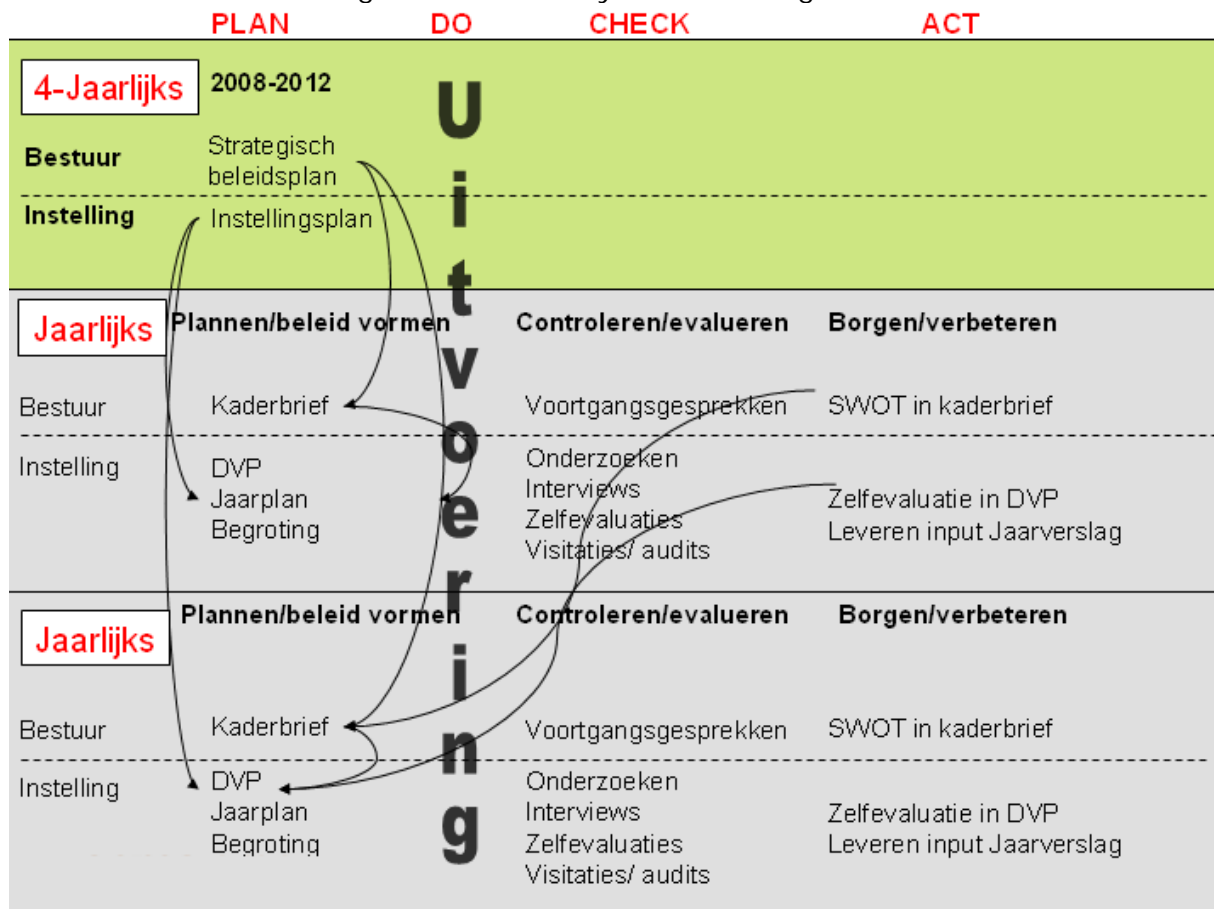 PLAN DO CHECK ACT
4-Jaarlijks 2008-2012
Bestuur Strategisch
beleidsplan
Instelling Instellingsplan
Uitvoering
Jaarlijks Plannen/beleid vormen Controleren/evalueren Borgen/verbeteren
Bestuur Kaderbrief Voortgangsgesprekken SWOT in kaderbrief
Instelling DVP Onderzoeken
Jaarplan Interviews Zelfevaluatie in DVP
Begroting Zelfevaluaties Leveren input Jaarverslag
Visitaties/ audits
Jaarlijks Plannen/beleid vormen Controleren/evalueren Borgen/verbeteren
Bestuur Kaderbrief Voortgangsgesprekken SWOT in kaderbrief
Instelling DVP Onderzoeken
Jaarplan Interviews Zelfevaluatie in DVP
Begroting Zelfevaluaties Leveren input Jaarverslag
Visitaties/ audits